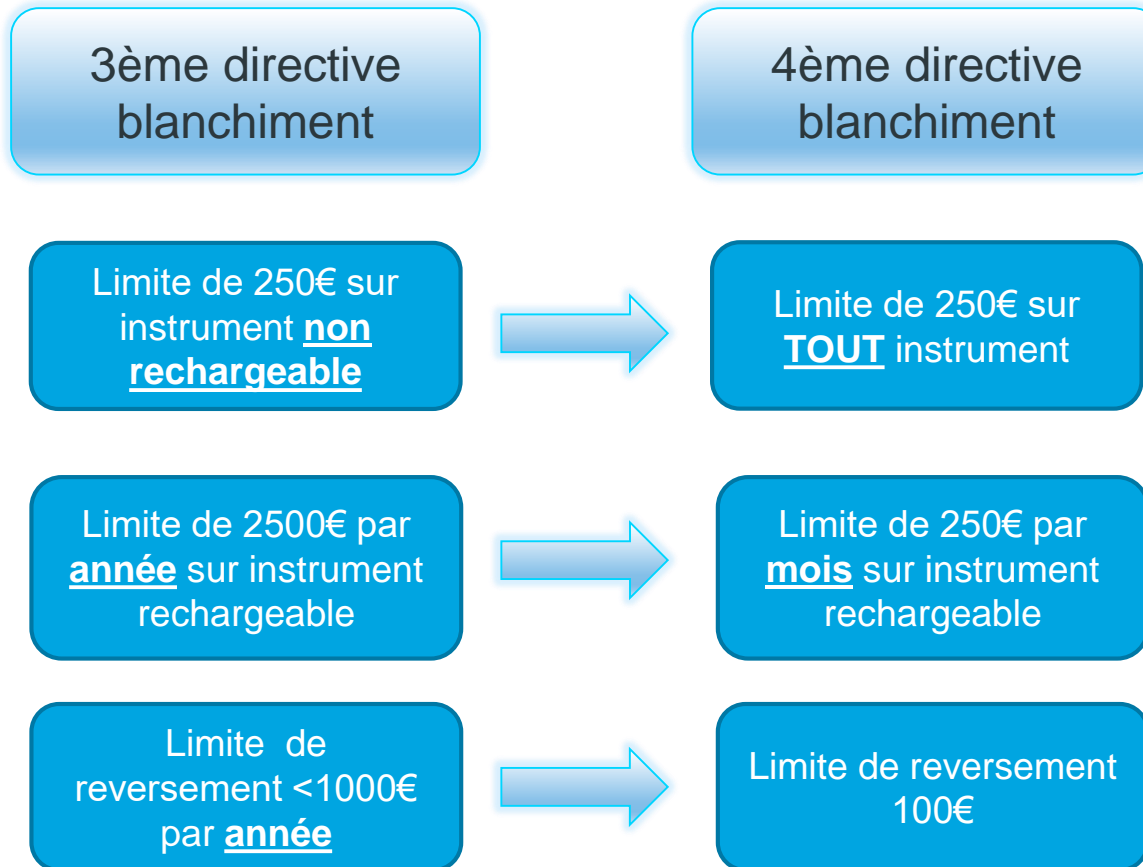 3ème directive
blanchiment
4ème directive
blanchiment
Limite de 250€ sur
instrument non
rechargeable
Limite de 250€ sur
TOUT instrument
Limite de 2500€ par
année sur instrument
rechargeable
Limite de 250€ par
mois sur instrument
rechargeable
Limite de
reversement <1000€
par année
Limite de reversement
100€